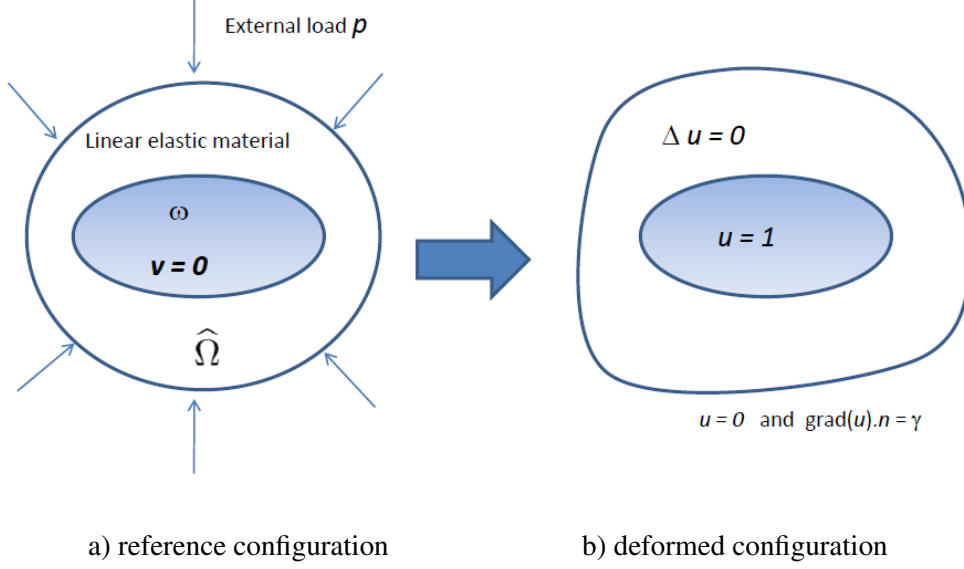 External load p
Linear elastic material
ω
v = 0
Ω̂
Δ u = 0
u = 1
u = 0 and grad(u).n = γ
a) reference configuration
b) deformed configuration